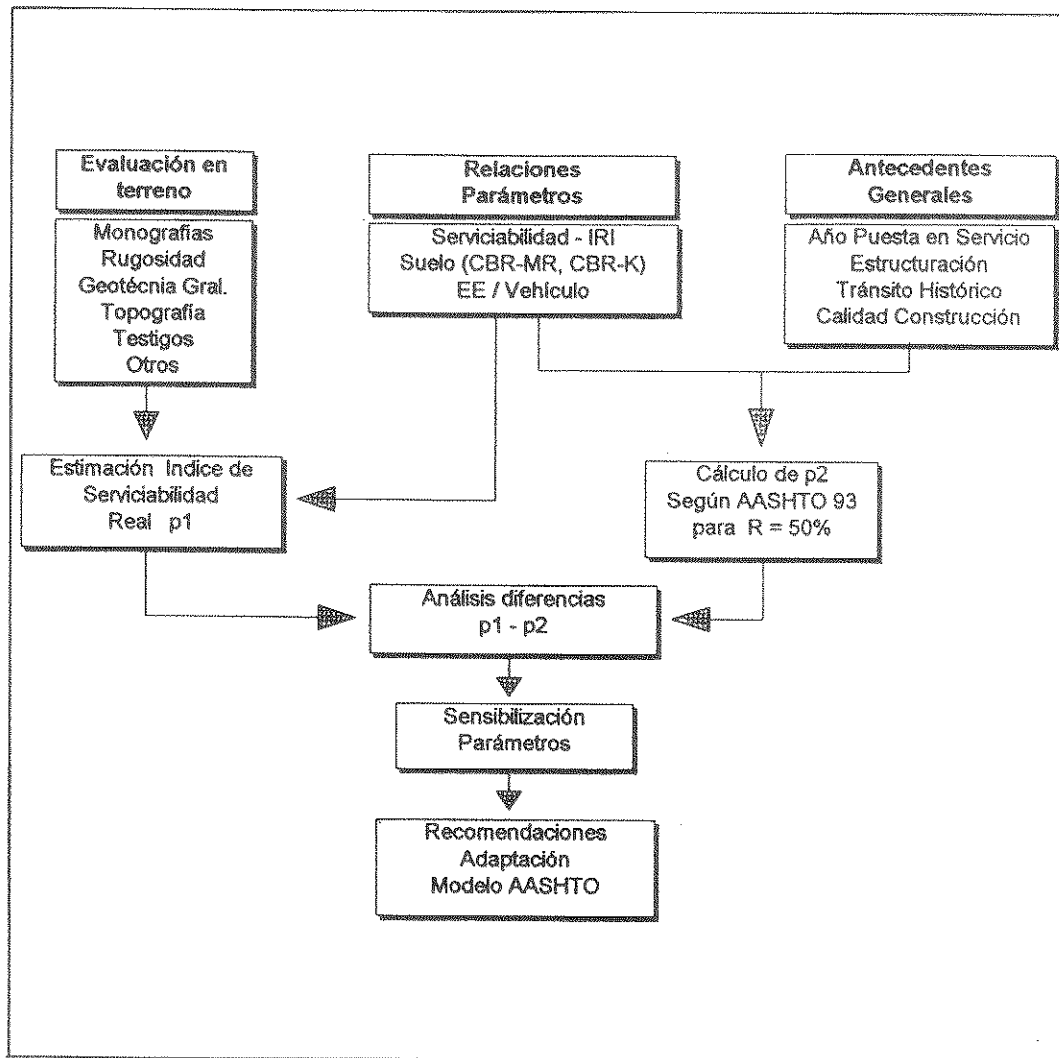 Evaluación en
terreno
Monografías
Rugosidad
Geotécnia Gral.
Topografía
Testigos
Otros
Relaciones
Parámetros
Serviciabilidad - IRI
Suelo (CBR-MR, CBR-K)
EE / Vehículo
Antecedentes
Generales
Año Puesta en Servicio
Estructuración
Tránsito Histórico
Calidad Construcción
Estimación Indice de
Serviciabilidad
Real p1
Cálculo de p2
Según AASHTO 93
para R = 50%
Análisis diferencias
p1 - p2
Sensibilización
Parámetros
Recomendaciones
Adaptación
Modelo AASHTO